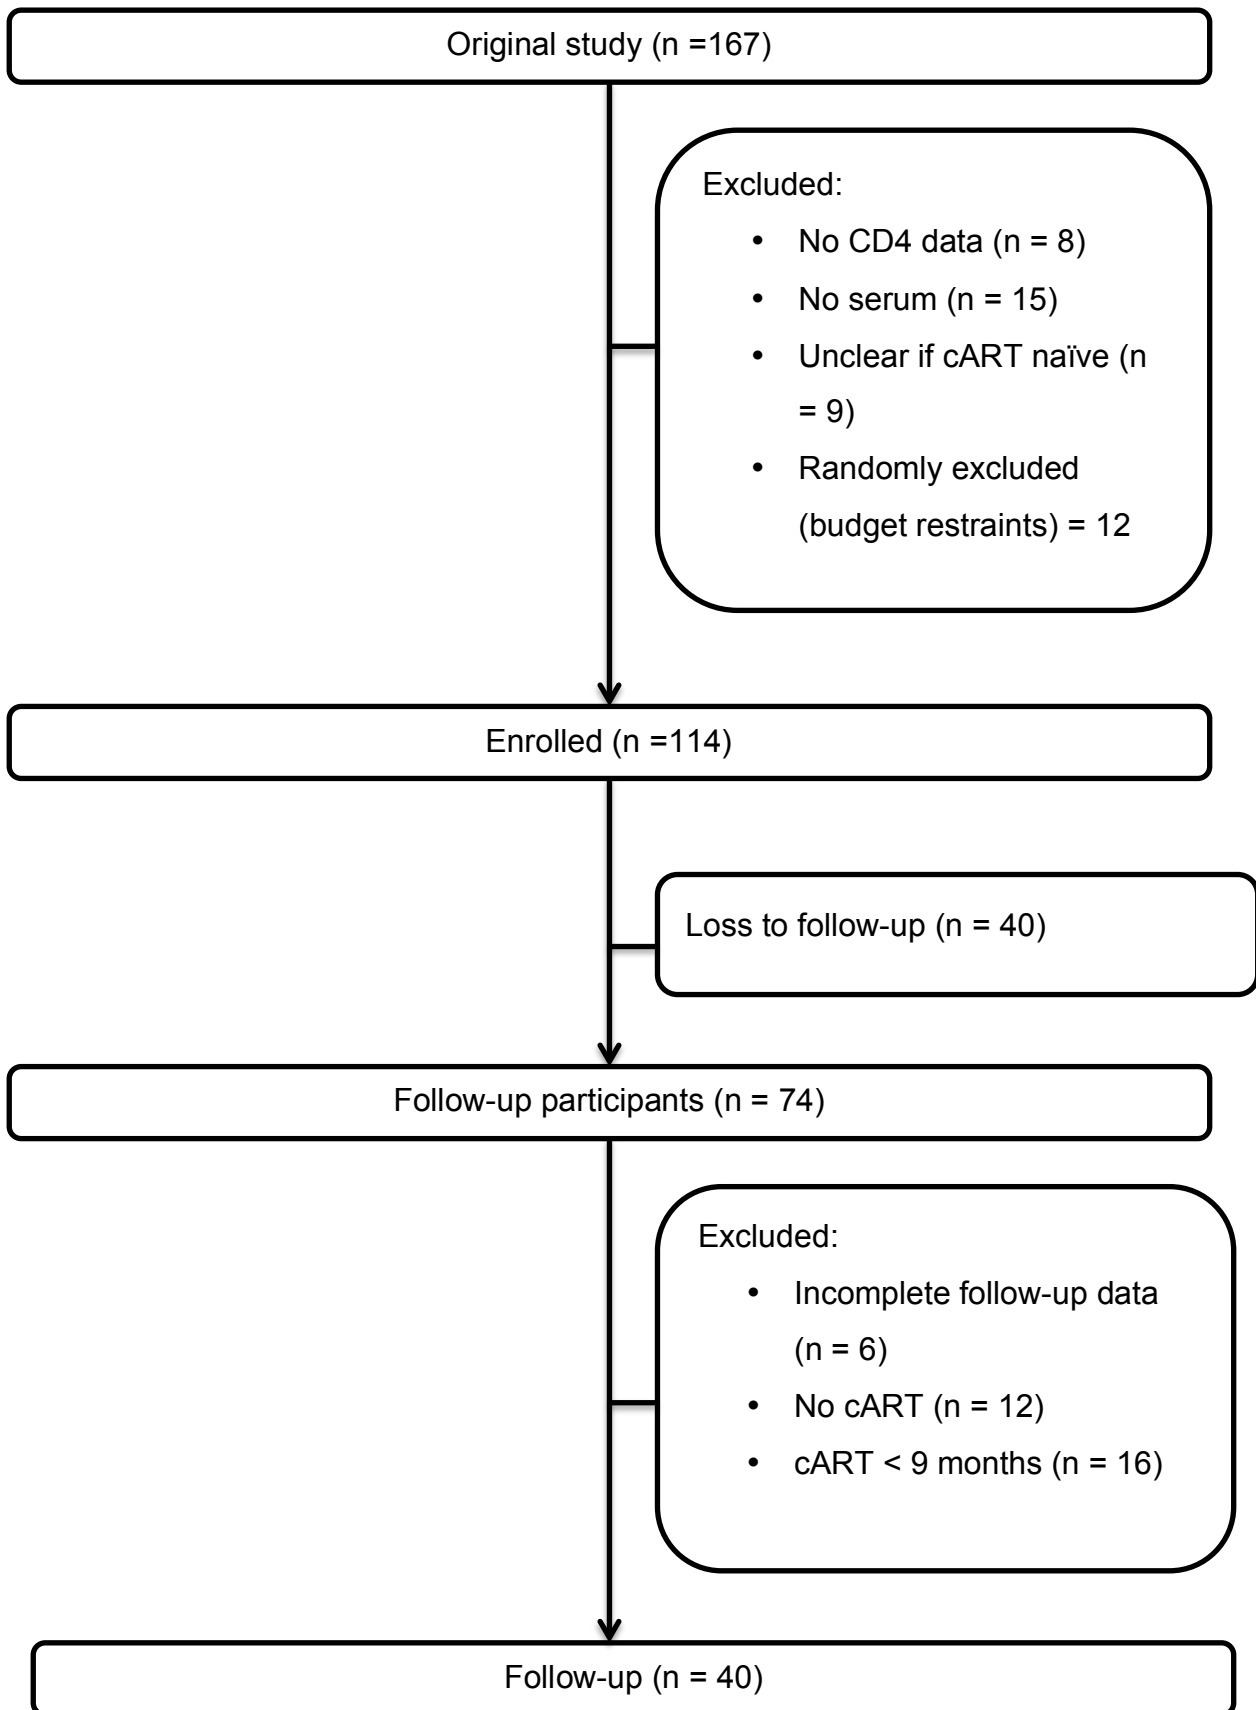 Original study (n =167)
Excluded:
• No CD4 data (n = 8)
• No serum (n = 15)
• Unclear if cART naïve (n
= 9)
• Randomly excluded
(budget restraints) = 12
Enrolled (n =114)
Loss to follow-up (n = 40)
Follow-up participants (n = 74)
Excluded:
• Incomplete follow-up data
(n = 6)
• No cART (n = 12)
• cART < 9 months (n = 16)
Follow-up (n = 40)